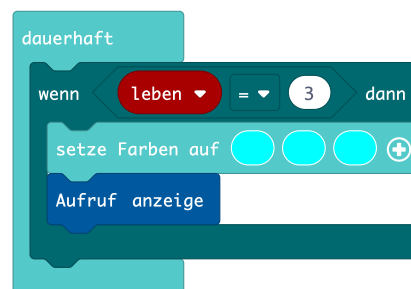 dauerhaft
wenn leben = 3 dann
setze Farben auf
Aufruf anzeige